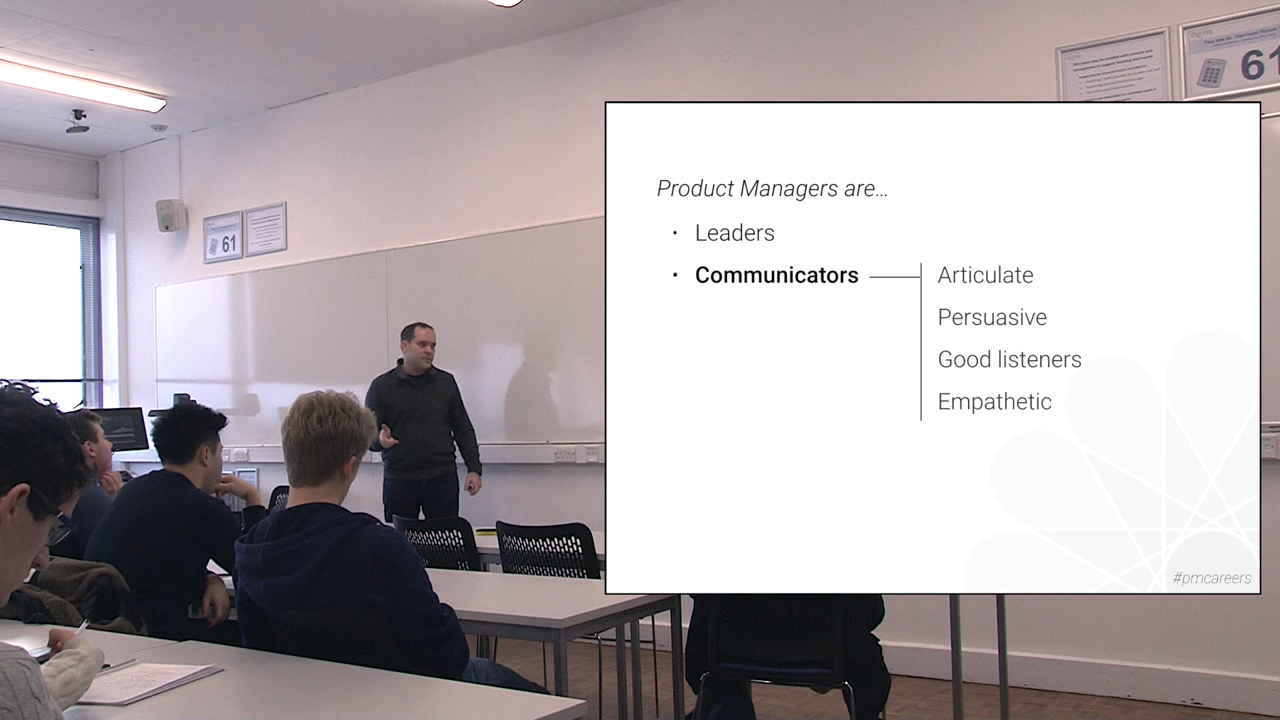 61
Product Managers are...
• Leaders
• Communicators
Articulate
Persuasive
Good listeners
Empathetic
#pmcareers
61